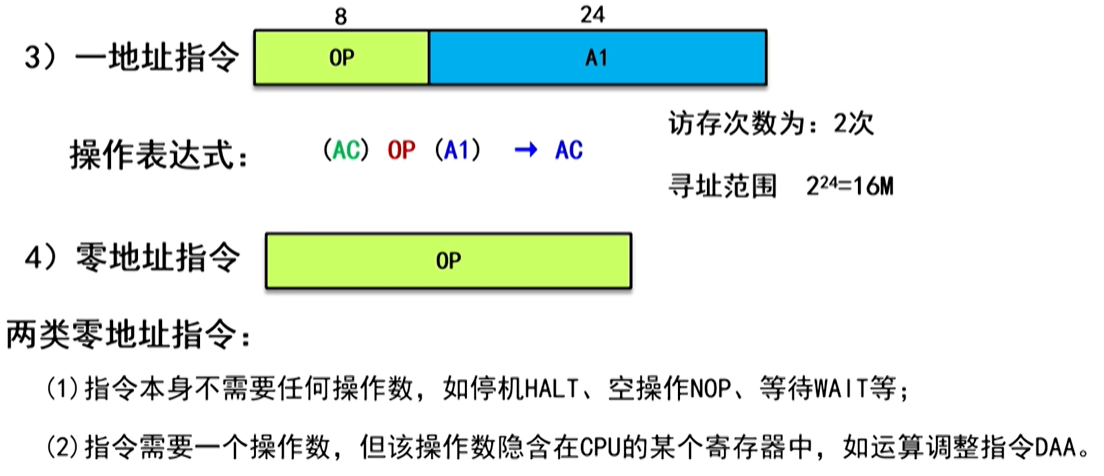 8 24
3）一地址指令 OP A1
访存次数为：2次
操作表达式： （AC）OP（A1） → AC
寻址范围 2²⁴=16M
4）零地址指令 OP
两类零地址指令：
(1)指令本身不需要任何操作数，如停机HALT、空操作NOP、等待WAIT等；
(2)指令需要一个操作数，但该操作数隐含在CPU的某个寄存器中，如运算调整指令DAA。